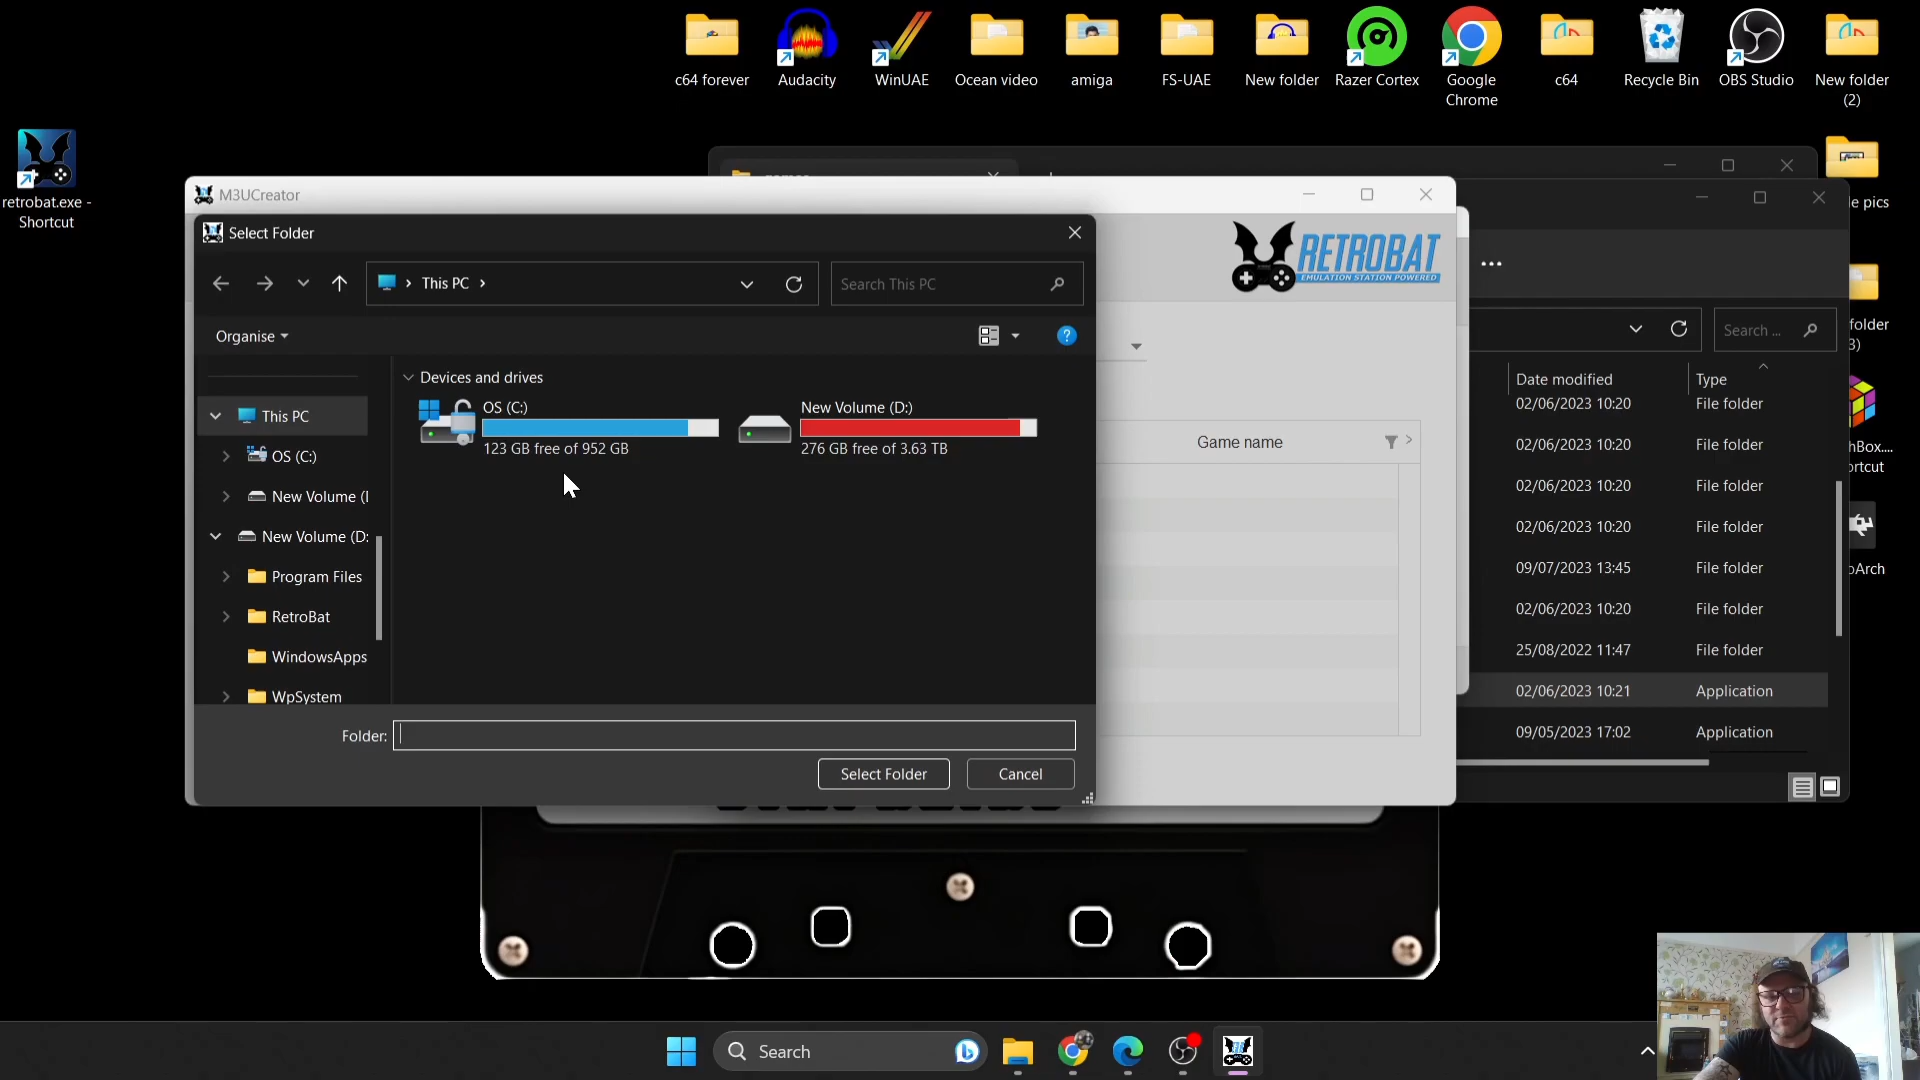 c64 forever
Audacity
WinUAE
Ocean video
amiga
FS-UAE
New folder
Razer Cortex
Google
Chrome
c64
Recycle Bin
OBS Studio
New folder
(2)
retrobat.exe -
Shortcut
M3UCreator
Select Folder
This PC
Search This PC
Organise
RETROBAT
EMULATION STATION POWERED
This PC
OS (C:)
New Volume (
New Volume (D:
Program Files
RetroBat
WindowsApps
WpSystem
Devices and drives
OS (C:)
123 GB free of 952 GB
New Volume (D:)
276 GB free of 3.63 TB
Folder:
Select Folder
Cancel
Game name
Search ...
Date modified
Type
02/06/2023 10:20
File folder
02/06/2023 10:20
File folder
02/06/2023 10:20
File folder
02/06/2023 10:20
File folder
09/07/2023 13:45
File folder
02/06/2023 10:20
File folder
25/08/2022 11:47
File folder
02/06/2023 10:21
Application
09/05/2023 17:02
Application
e pics
folder
3)
hBox....
ortcut
oArch
Search